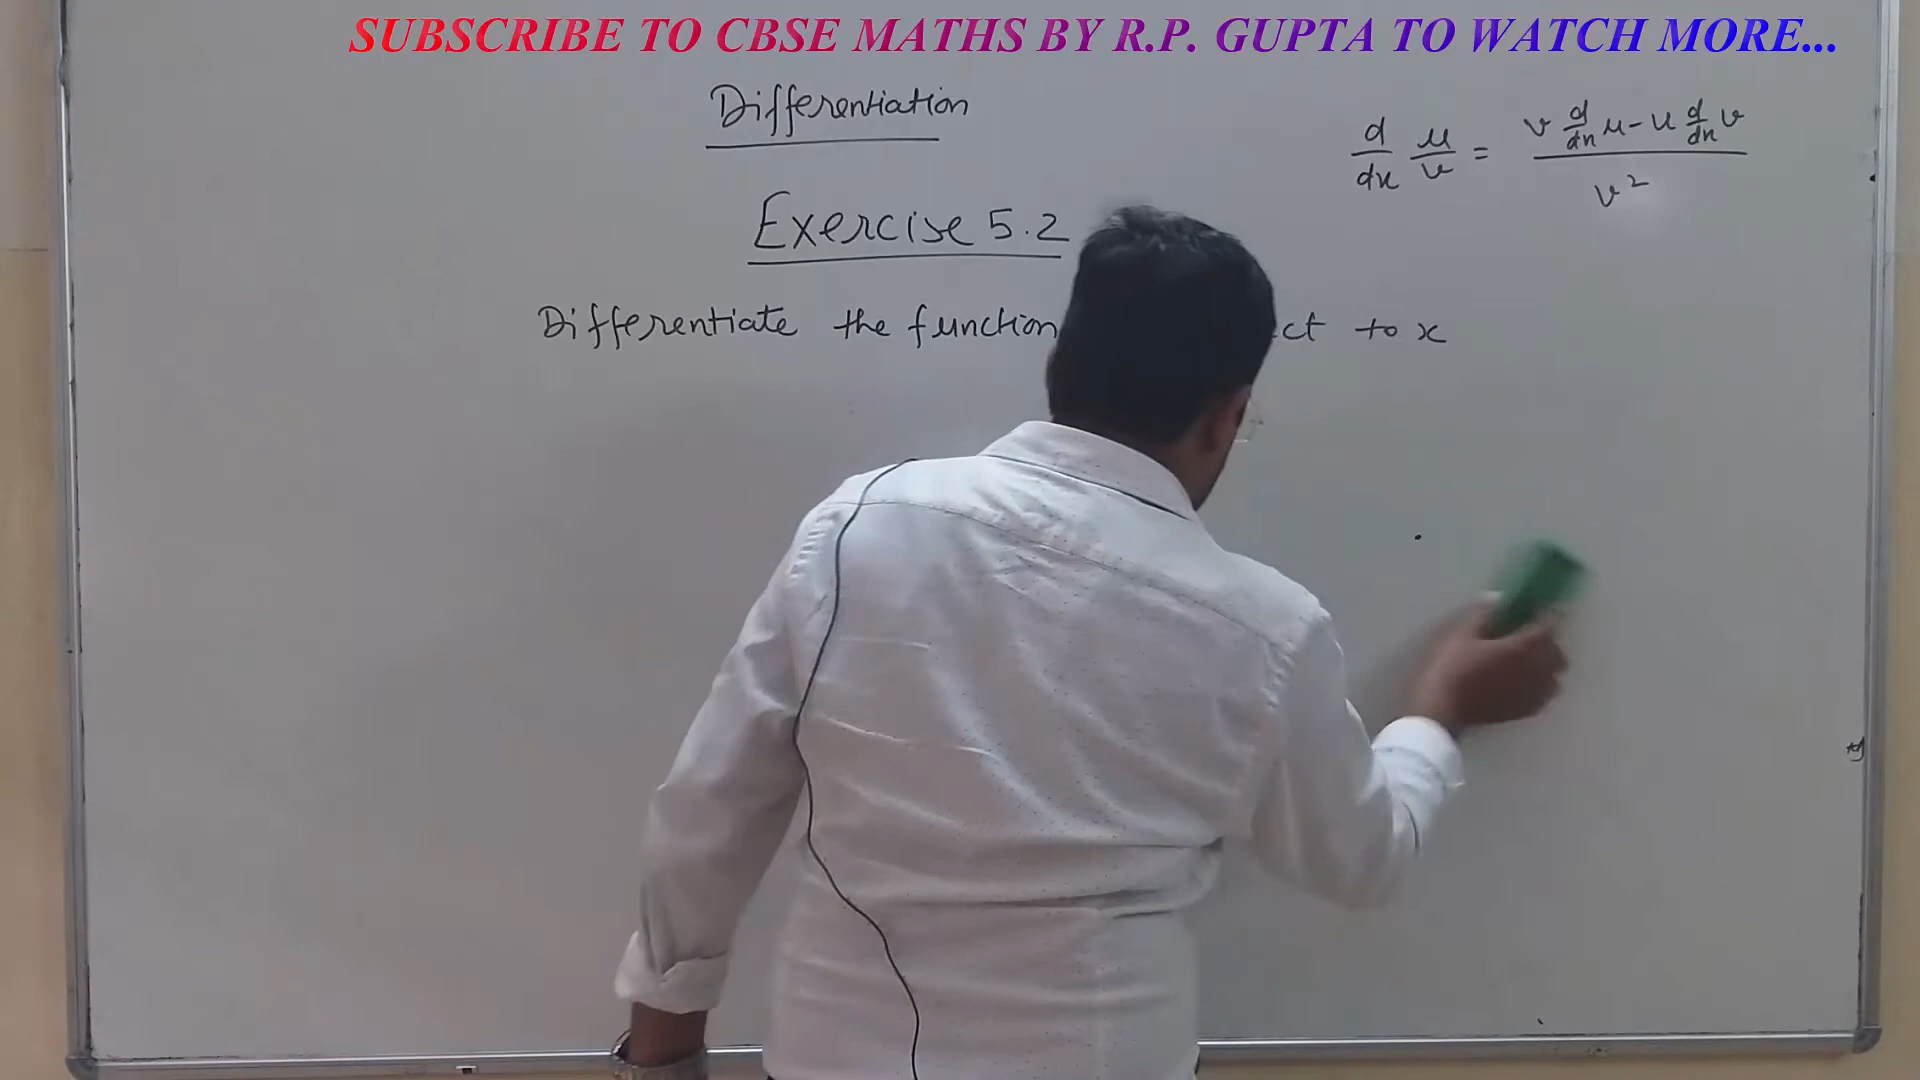 SUBSCRIBE TO CBSE MATHS BY R.P. GUPTA TO WATCH MORE...
Differentiation
d/dx u/v = (v d/dx u - u d/dx v)/v²
Exercise 5.2
Differentiate the function ct to x